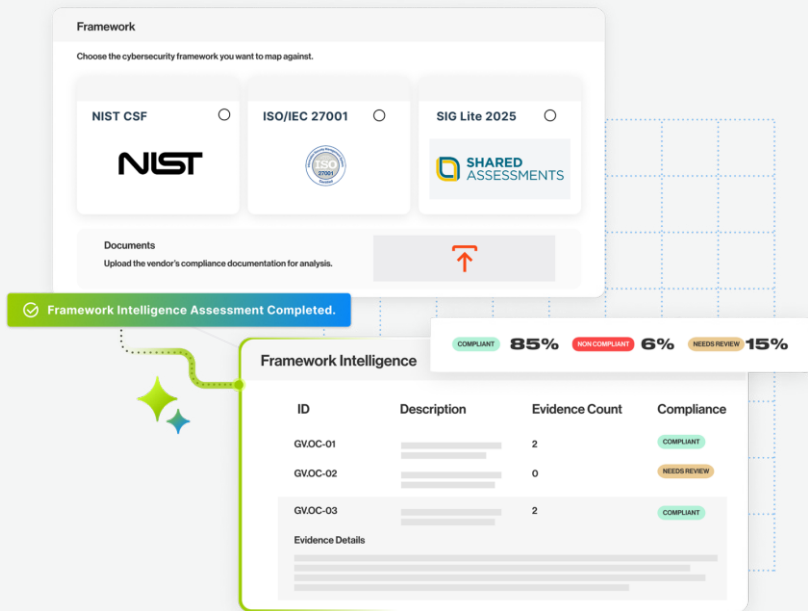 Framework
Choose the cybersecurity framework you want to map against.
NIST CSF
ISO/IEC 27001
SIG Lite 2025
NIST
ISO
27001
SHARED
ASSESSMENTS
Documents
Upload the vendor's compliance documentation for analysis.
Framework Intelligence Assessment Completed.
COMPLIANT 85% NON COMPLIANT 6% NEEDS REVIEW 15%
Framework Intelligence
ID Description Evidence Count Compliance
GV.OC-01 2 COMPLIANT
GV.OC-02 0 NEEDS REVIEW
GV.OC-03 2 COMPLIANT
Evidence Details